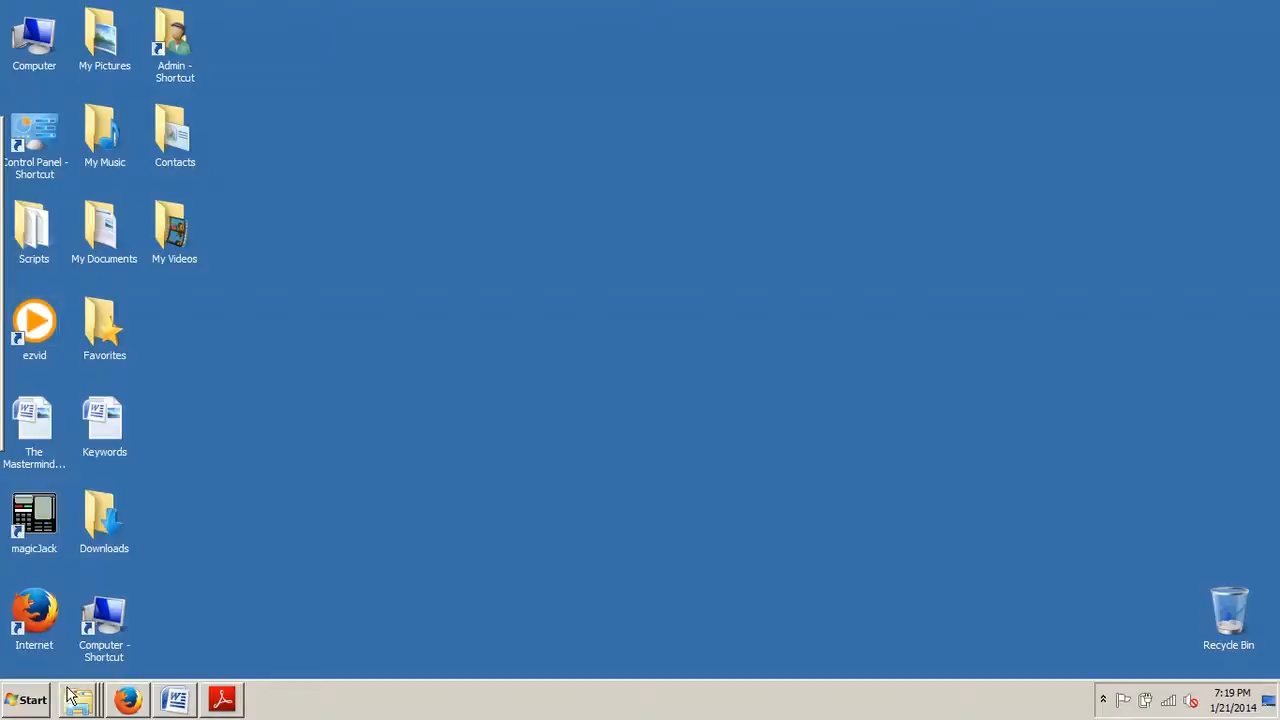 Computer
My Pictures
Admin -
Shortcut
Control Panel -
Shortcut
My Music
Contacts
Scripts
My Documents
My Videos
ezvid
Favorites
The
Mastermind...
Keywords
magicJack
Downloads
Internet
Computer -
Shortcut
Recycle Bin
Start
7:19 PM
1/21/2014